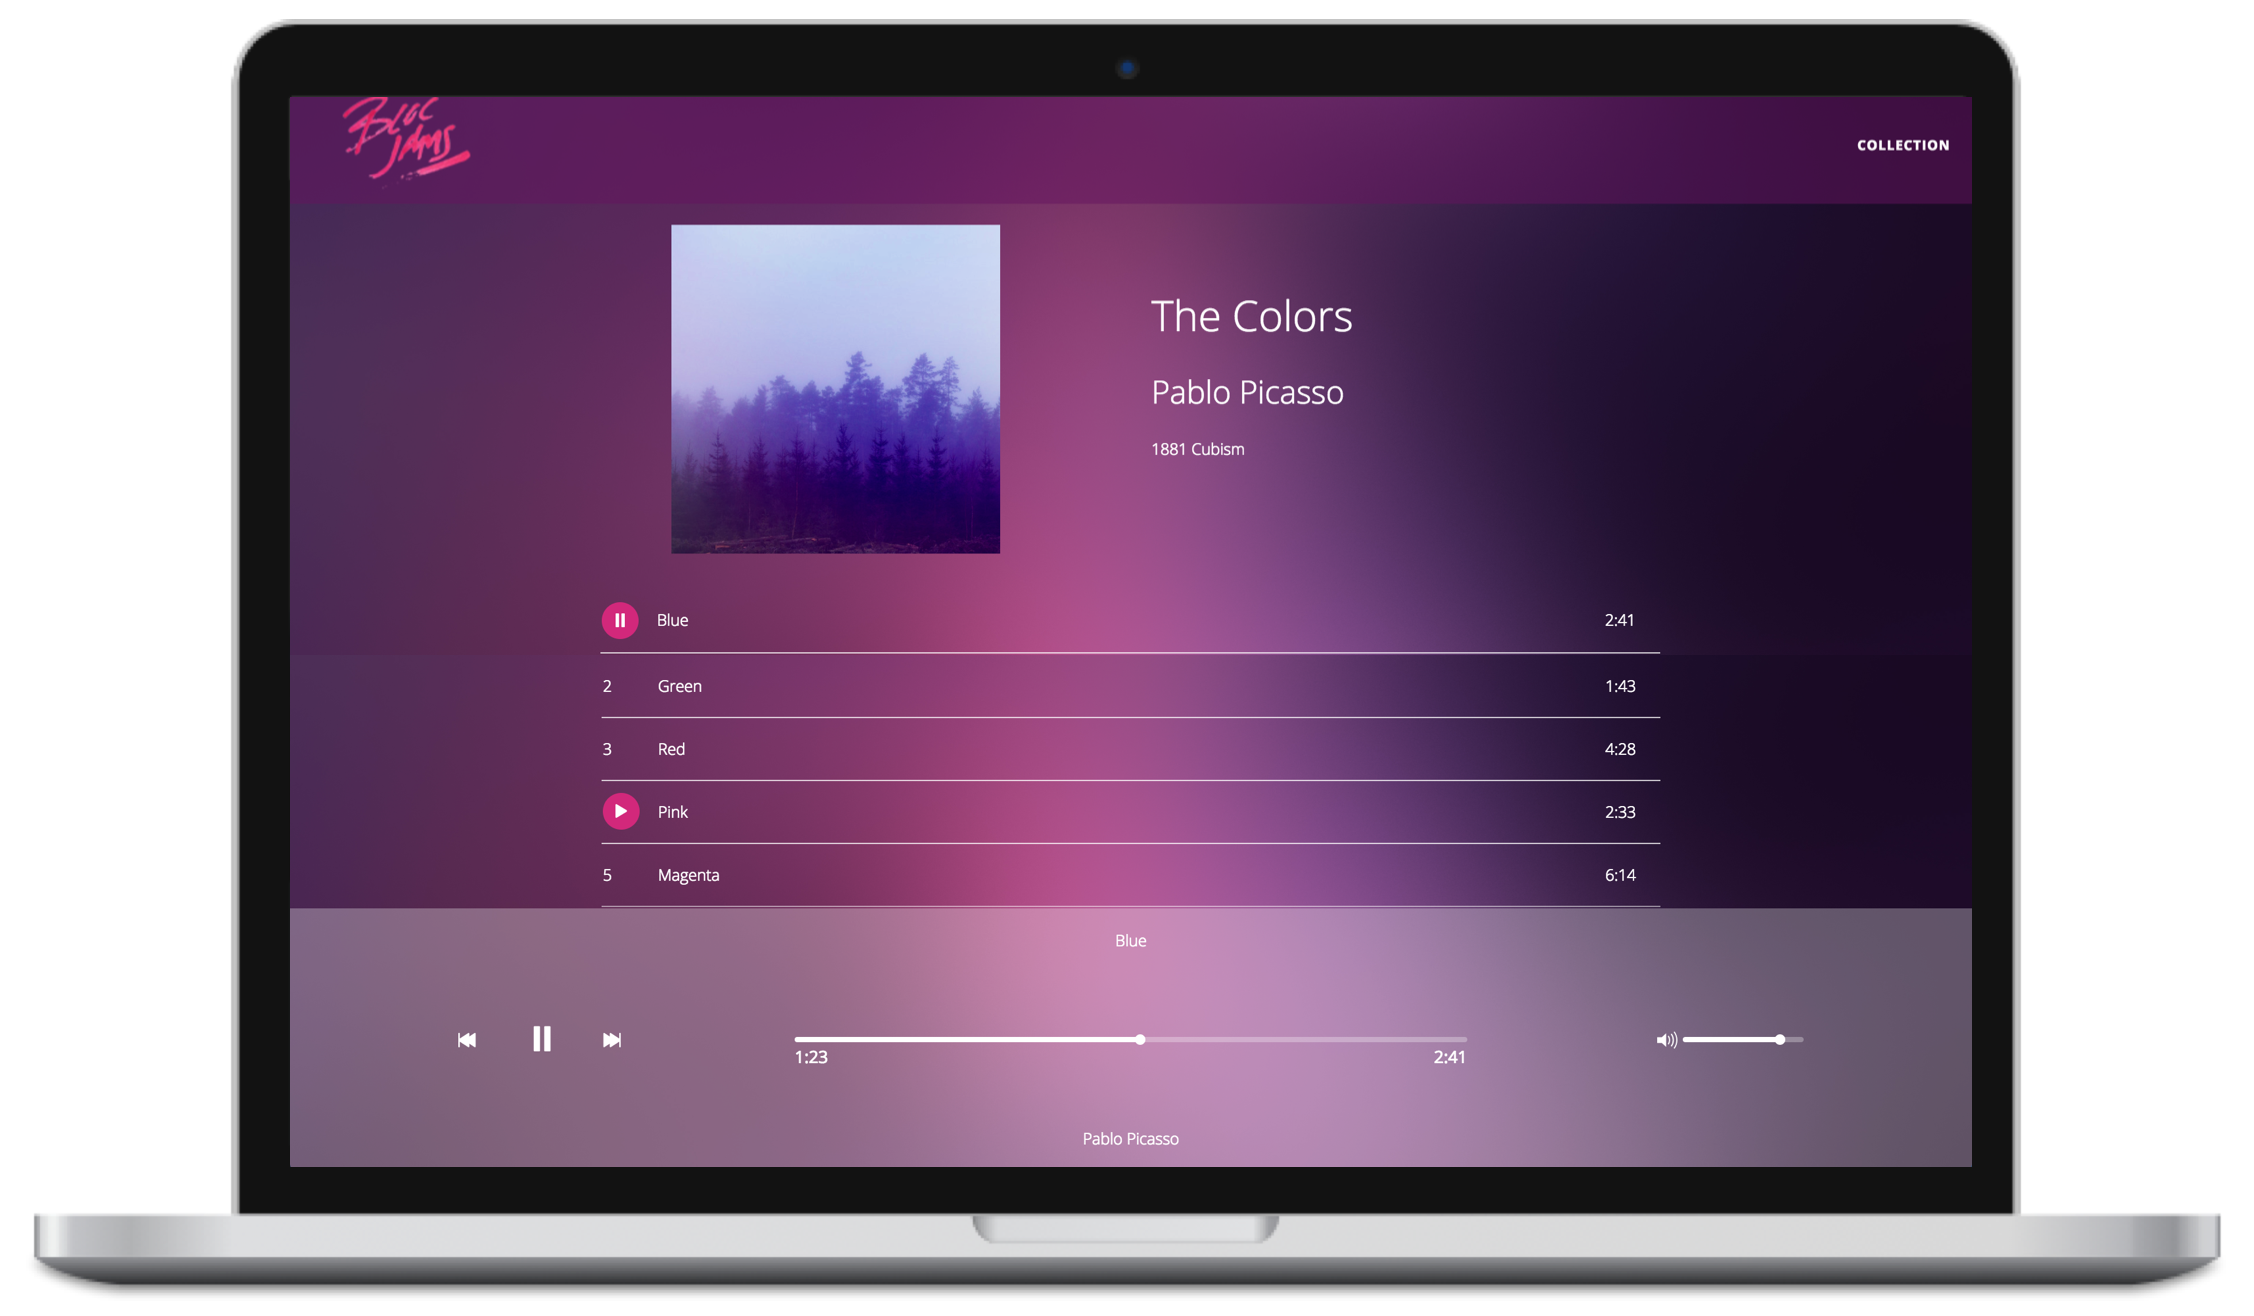 BLOC
JAMS
COLLECTION
The Colors
Pablo Picasso
1881 Cubism
Blue 2:41
2 Green 1:43
3 Red 4:28
Pink 2:33
5 Magenta 6:14
Blue
1:23 2:41
Pablo Picasso